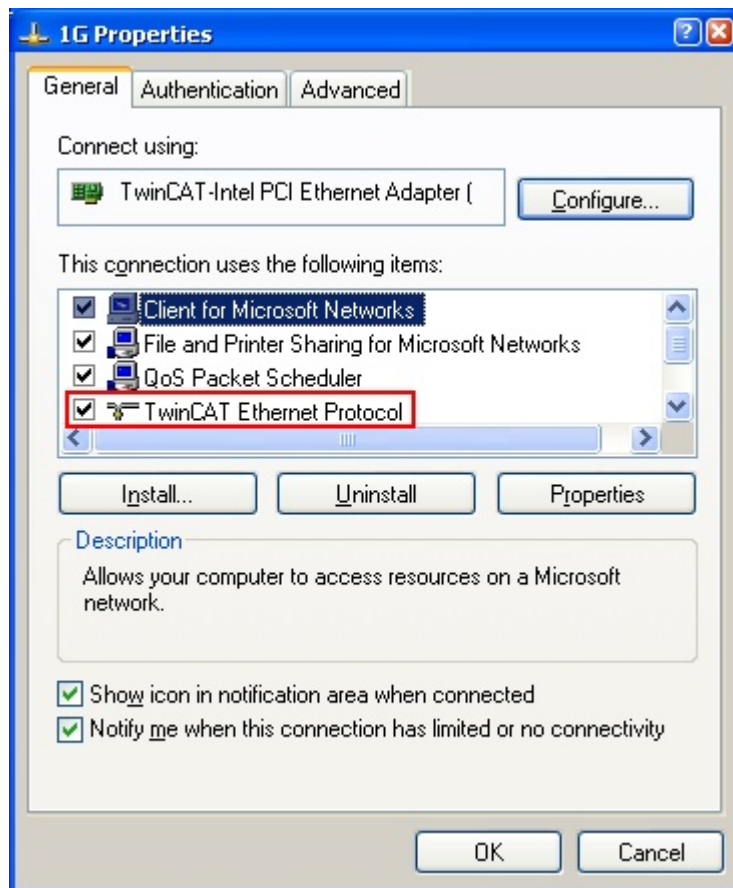 1G Properties
General Authentication Advanced
Connect using:
TwinCAT-Intel PCI Ethernet Adapter (
Configure...
This connection uses the following items:
Client for Microsoft Networks
File and Printer Sharing for Microsoft Networks
QoS Packet Scheduler
TwinCAT Ethernet Protocol
Install... Uninstall Properties
Description
Allows your computer to access resources on a Microsoft
network.
Show icon in notification area when connected
Notify me when this connection has limited or no connectivity
OK Cancel